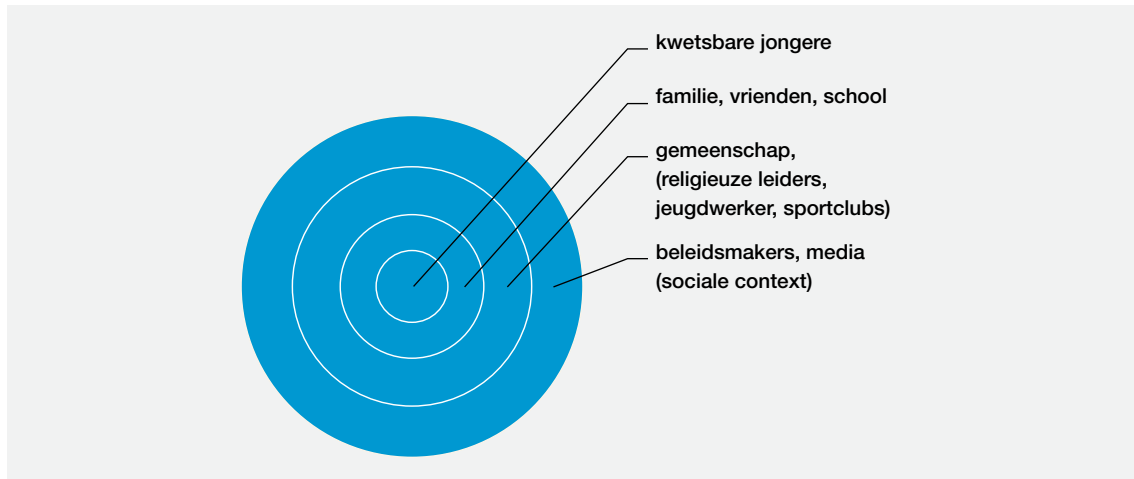 kwetsbare jongere
familie, vrienden, school
gemeenschap,
(religieuze leiders,
jeugdwerker, sportclubs)
beleidsmakers, media
(sociale context)